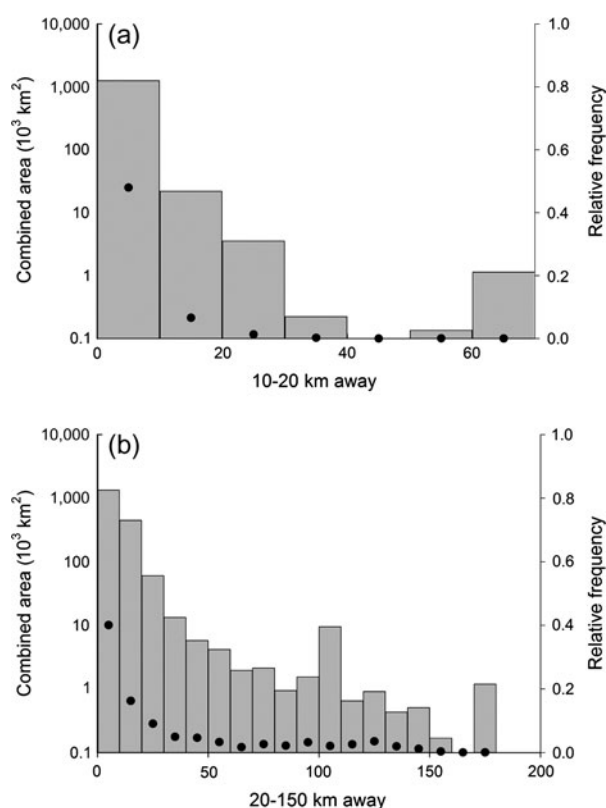 (a)
10,000
1,000
100
10
1
0.1
Combined area (10³ km²)
1.0
0.8
0.6
0.4
0.2
0.0
Relative frequency
0 20 40 60
10-20 km away
(b)
10,000
1,000
100
10
1
0.1
Combined area (10³ km²)
1.0
0.8
0.6
0.4
0.2
0.0
Relative frequency
0 50 100 150 200
20-150 km away